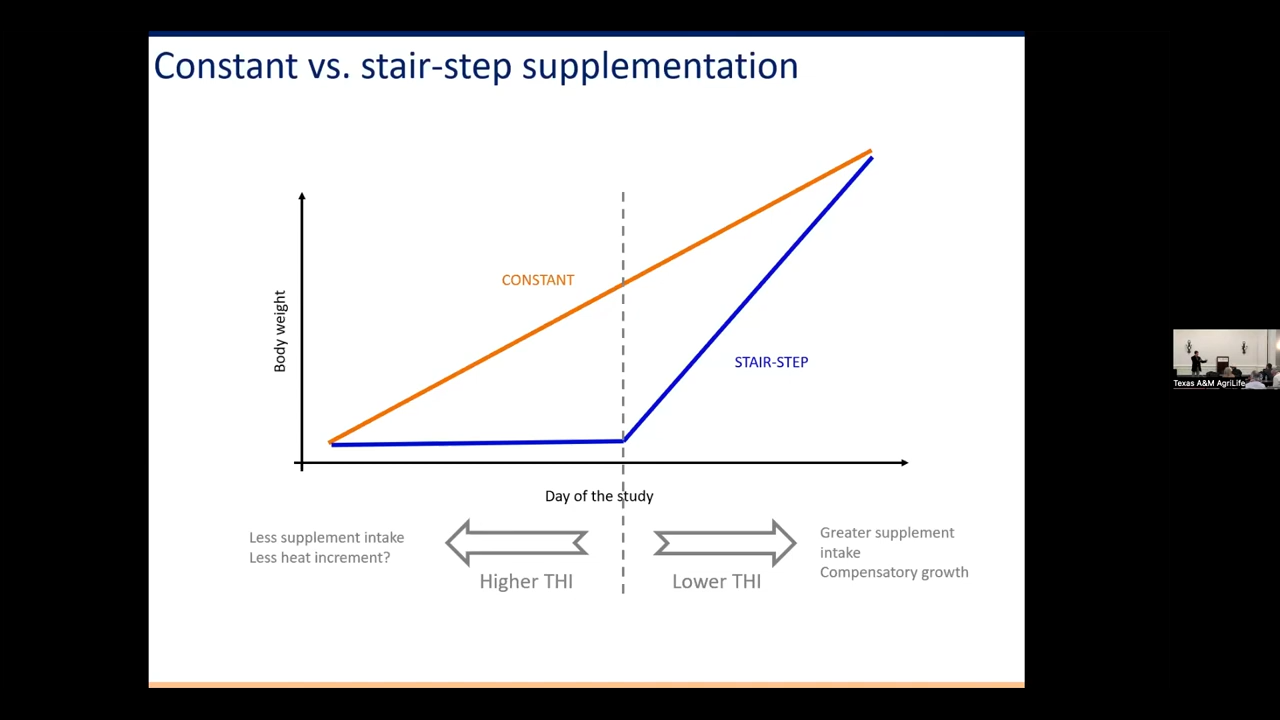 Constant vs. stair-step supplementation
CONSTANT
Body weight
STAIR-STEP
Day of the study
Less supplement intake
Less heat increment?
Higher THI
Lower THI
Greater supplement
intake
Compensatory growth
Texas A&M AgriLife